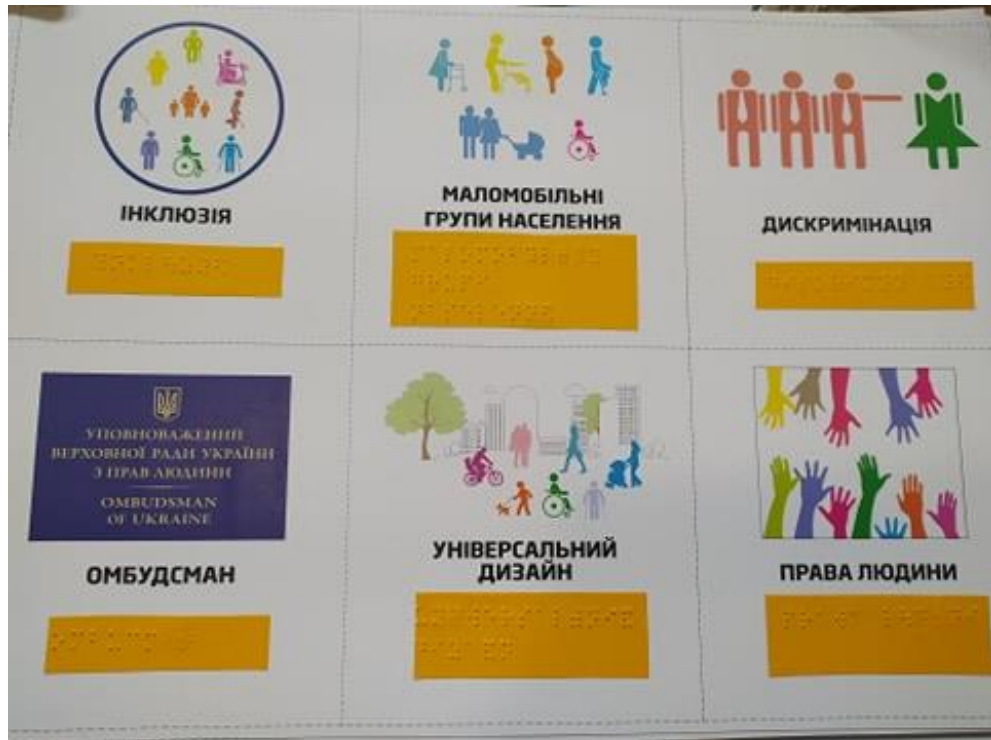 ІНКЛЮЗІЯ
МАЛОМОБІЛЬНІ
ГРУПИ НАСЕЛЕННЯ
ДИСКРИМІНАЦІЯ
УПОВНОВАЖЕНИЙ
ВЕРХОВНОЇ РАДИ УКРАЇНИ
З ПРАВ ЛЮДИНИ
OMBUDSMAN
OF UKRAINE
ОМБУДСМАН
УНІВЕРСАЛЬНИЙ
ДИЗАЙН
ПРАВА ЛЮДИНИ